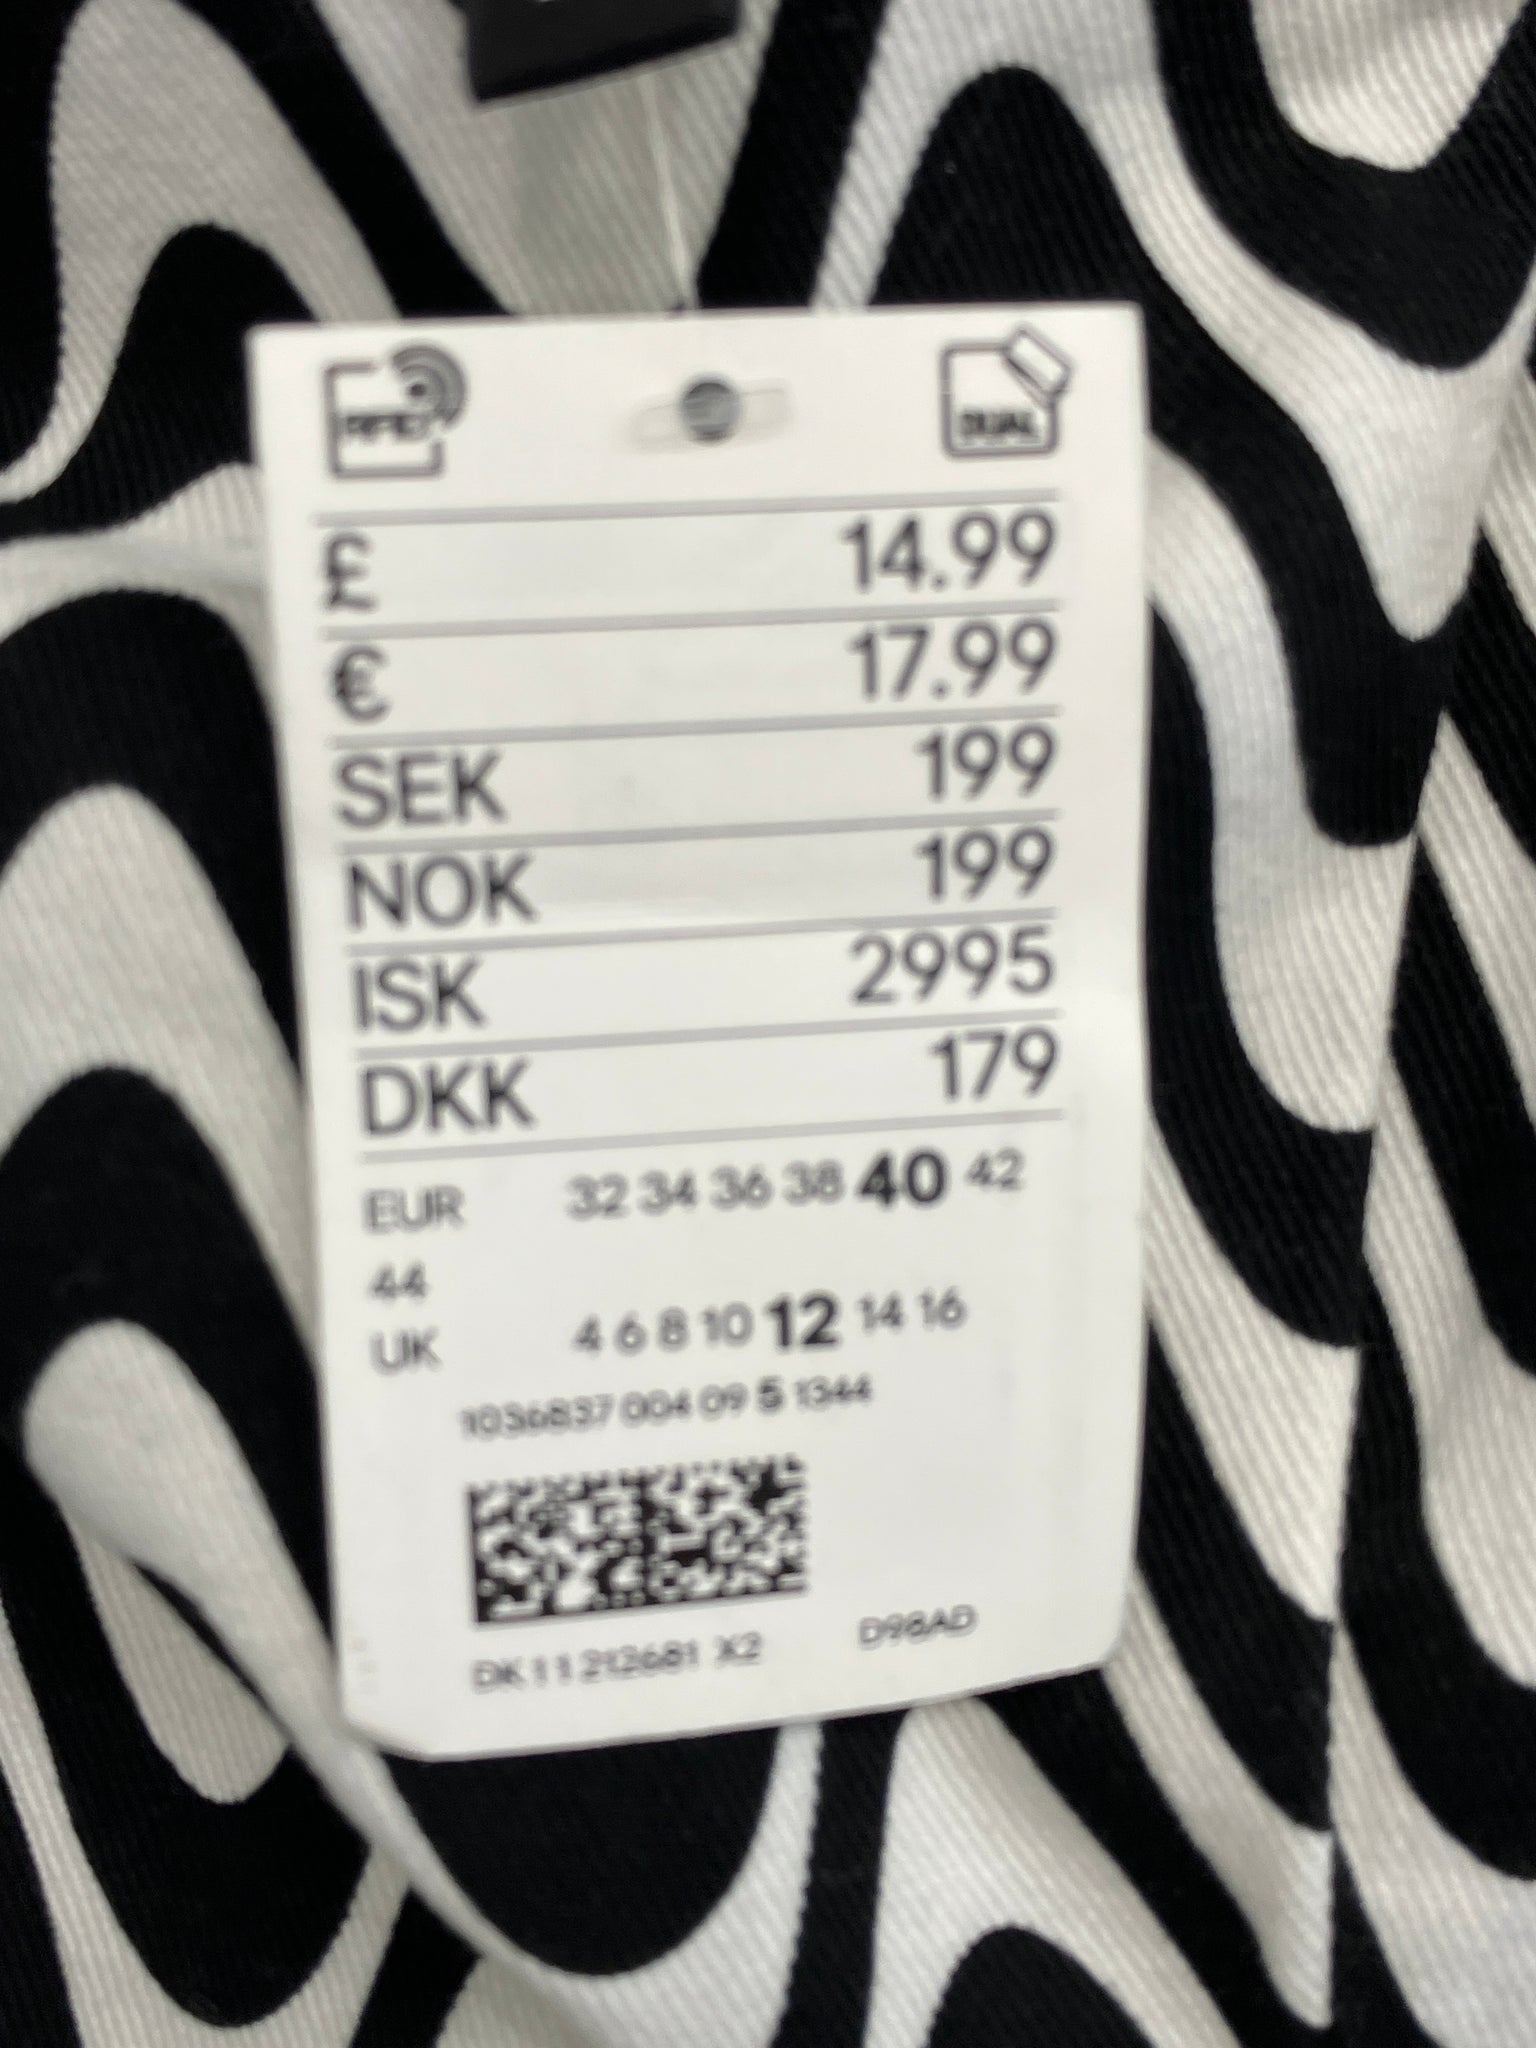 RFID
DUAL
£ 14.99
€ 17.99
SEK 199
NOK 199
ISK 2995
DKK 179
EUR 32 34 36 38 40 42
44
UK 4 6 8 10 12 14 16
1036837 004 09 5 1344
DK 1 1 212681 X2 D98AD